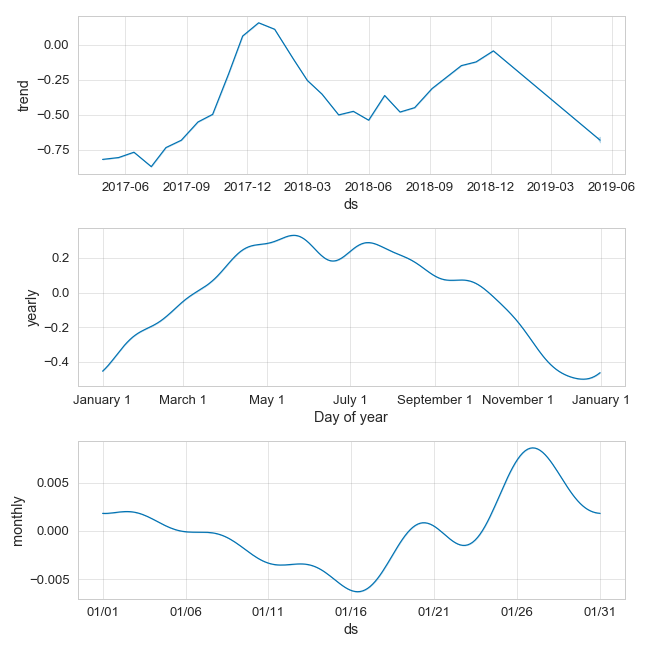 0.00
−0.25
−0.50
−0.75
trend
2017-06 2017-09 2017-12 2018-03 2018-06 2018-09 2018-12 2019-03 2019-06
ds
0.2
0.0
−0.2
−0.4
yearly
January 1 March 1 May 1 July 1 September 1 November 1 January 1
Day of year
0.005
0.000
−0.005
monthly
01/01 01/06 01/11 01/16 01/21 01/26 01/31
ds